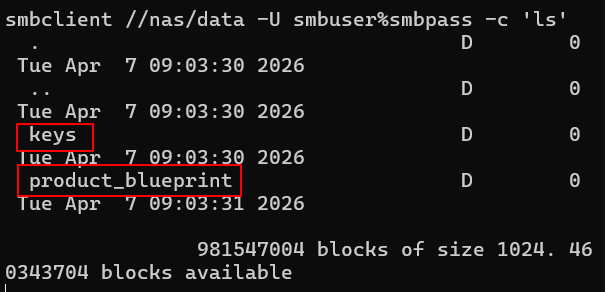 smbclient //nas/data -U smbuser%smbpass -c 'ls'
. D 0
Tue Apr 7 09:03:30 2026
.. D 0
Tue Apr 7 09:03:30 2026
keys D 0
Tue Apr 7 09:03:30 2026
product_blueprint D 0
Tue Apr 7 09:03:31 2026
981547004 blocks of size 1024. 46
0343704 blocks available